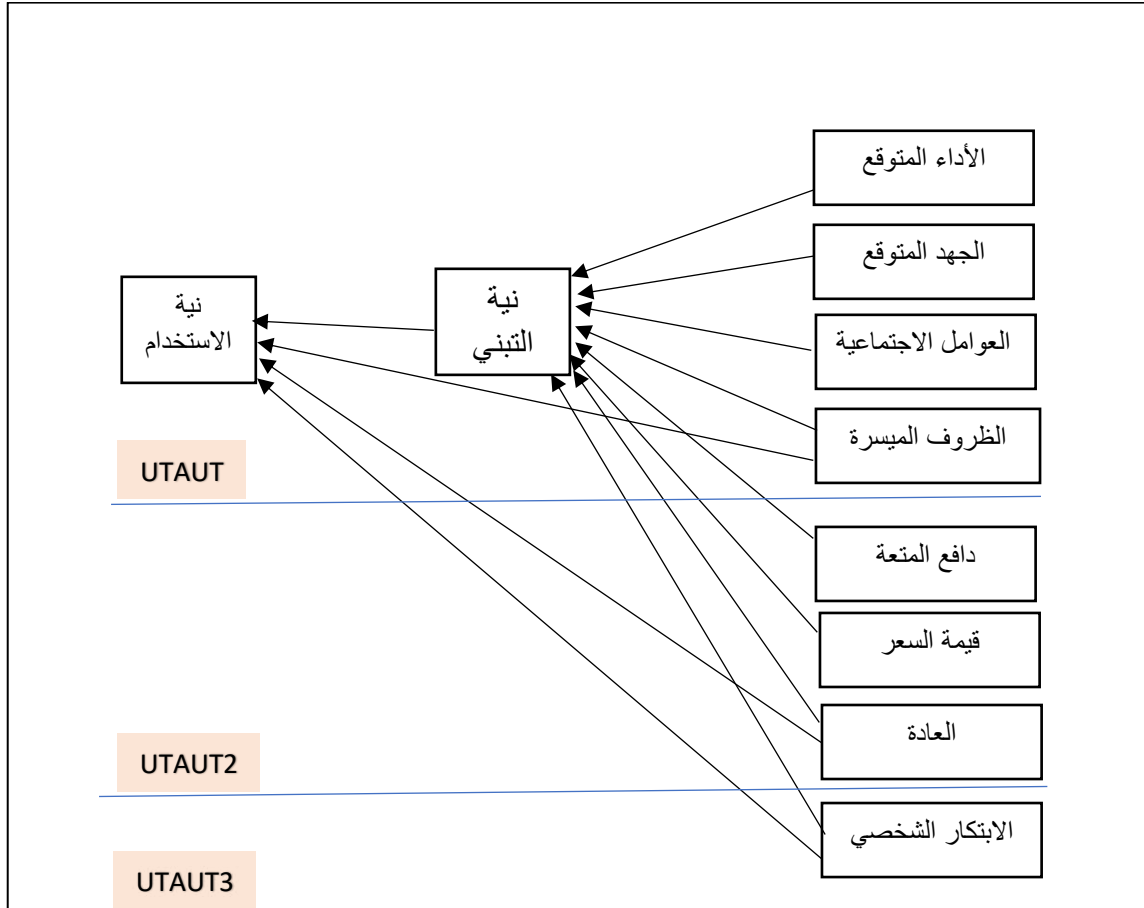 الأداء المتوقع
الجهد المتوقع
نية
التبني
نية
الاستخدام
العوامل الاجتماعية
الظروف الميسرة
UTAUT
دافع المتعة
قيمة السعر
العادة
UTAUT2
الابتكار الشخصي
UTAUT3